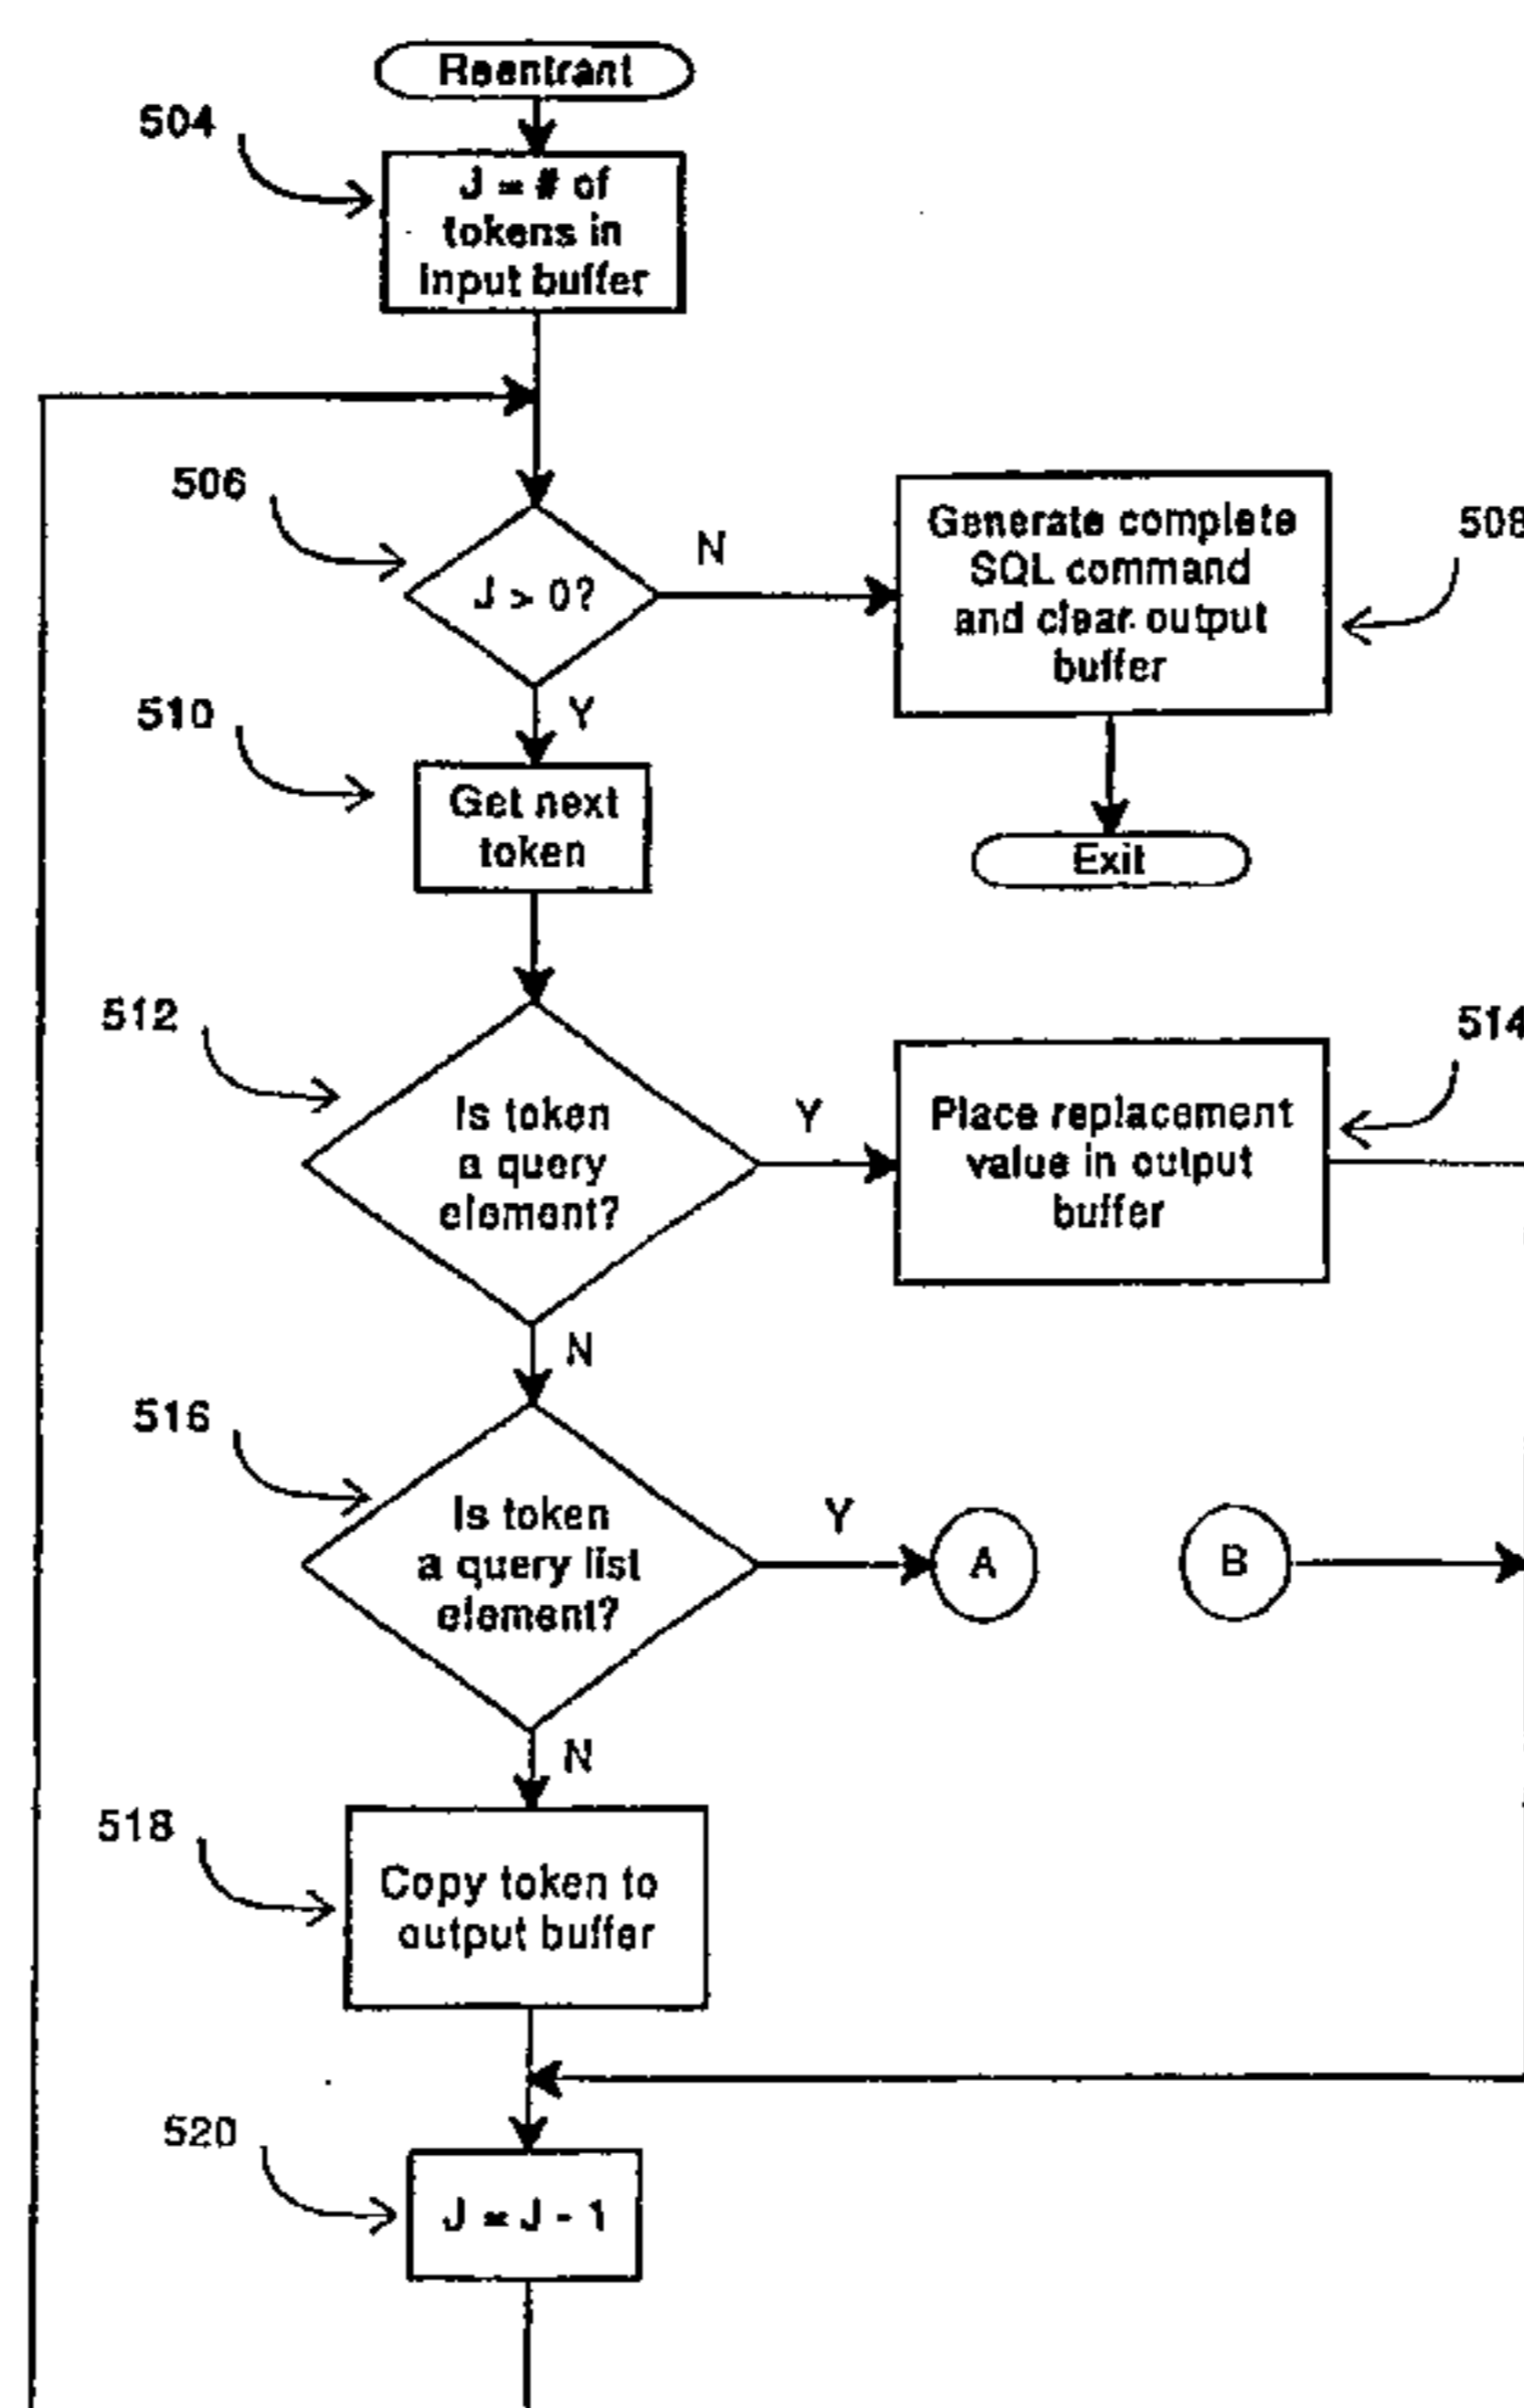 Reentrant
504
J = # of
tokens in
input buffer
506
J > 0?
N
Generate complete
SQL command
and clear output
buffer
508
Y
510
Get next
token
Exit
512
Is token
a query
element?
Y
Place replacement
value in output
buffer
514
N
516
Is token
a query list
element?
Y
A
B
N
518
Copy token to
output buffer
520
J = J - 1